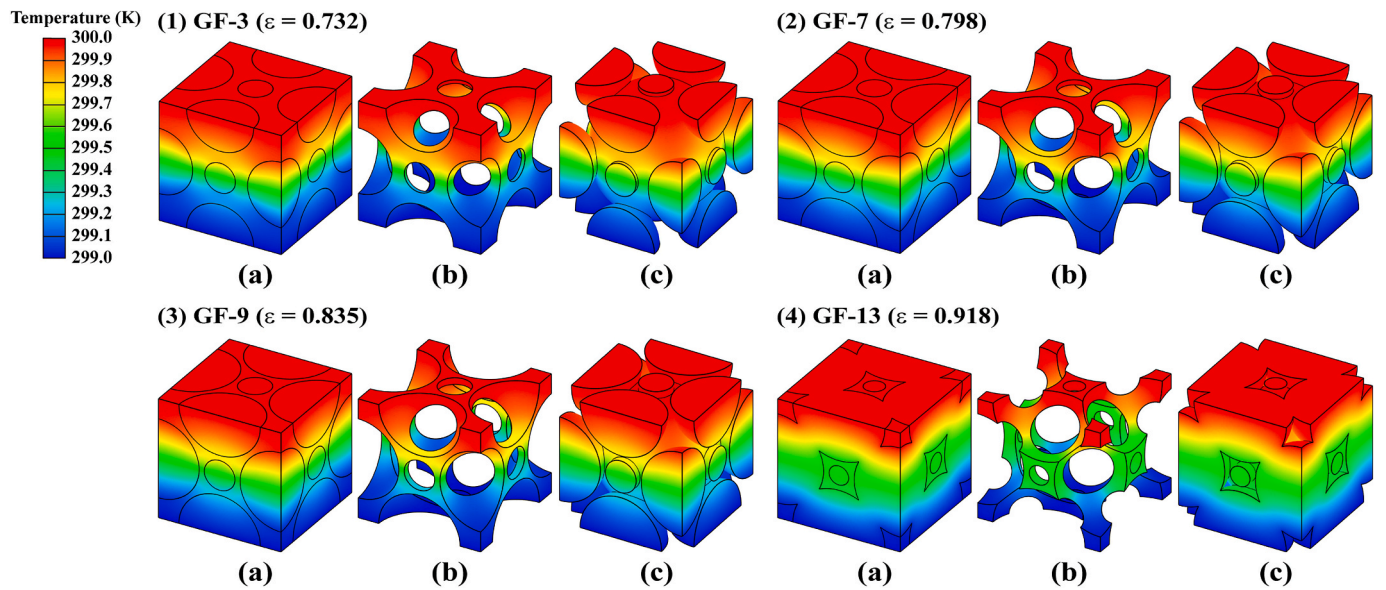 Temperature (K)
300.0
299.8
299.7
299.6
299.5
299.4
299.3
299.2
299.1
299.0
(1) GF-3 (ε = 0.732)
(a)
(b)
(c)
(2) GF-7 (ε = 0.798)
(a)
(b)
(c)
(3) GF-9 (ε = 0.835)
(a)
(b)
(c)
(4) GF-13 (ε = 0.918)
(a)
(b)
(c)